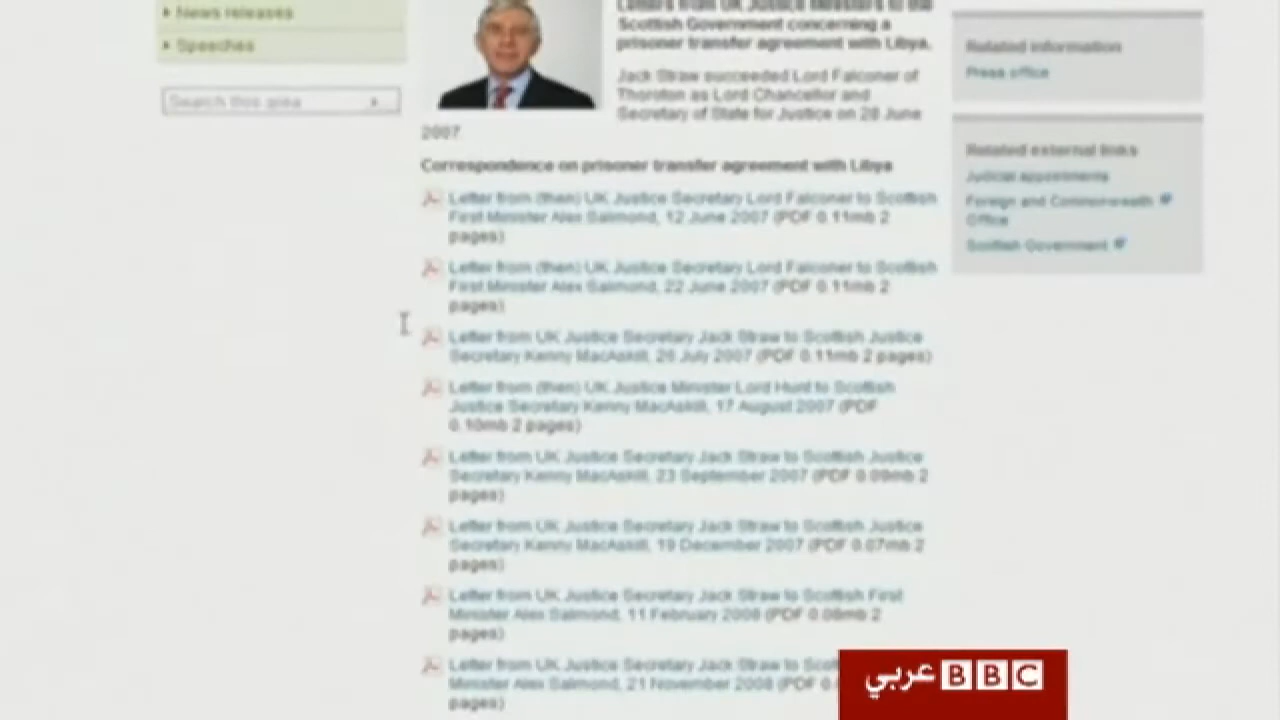 News releases
Speeches
Search this area
Letters from UK Justice Ministers to the
Scottish Government concerning a
prisoner transfer agreement with Libya.
Jack Straw succeeded Lord Falconer of
Thoroton as Lord Chancellor and
Secretary of State for Justice on 28 June
2007
Correspondence on prisoner transfer agreement with Libya
Letter from (then) UK Justice Secretary Lord Falconer to Scottish
First Minister Alex Salmond, 12 June 2007 (PDF 0.11mb 2
pages)
Letter from (then) UK Justice Secretary Lord Falconer to Scottish
First Minister Alex Salmond, 22 June 2007 (PDF 0.11mb 2
pages)
Letter from UK Justice Secretary Jack Straw to Scottish Justice
Secretary Kenny MacAskill, 26 July 2007 (PDF 0.11mb 2 pages)
Letter from (then) UK Justice Minister Lord Hunt to Scottish
Justice Secretary Kenny MacAskill, 17 August 2007 (PDF
0.10mb 2 pages)
Letter from UK Justice Secretary Jack Straw to Scottish Justice
Secretary Kenny MacAskill, 23 September 2007 (PDF 0.09mb 2
pages)
Letter from UK Justice Secretary Jack Straw to Scottish Justice
Secretary Kenny MacAskill, 19 December 2007 (PDF 0.07mb 2
pages)
Letter from UK Justice Secretary Jack Straw to Scottish First
Minister Alex Salmond, 11 February 2008 (PDF 0.08mb 2
pages)
Letter from UK Justice Secretary Jack Straw to
Minister Alex Salmond, 21 November 2008 (PDF
pages)
Related information
Press office
Related external links
Judicial appointments
Foreign and Commonwealth
Office
Scottish Government
عربي BBC